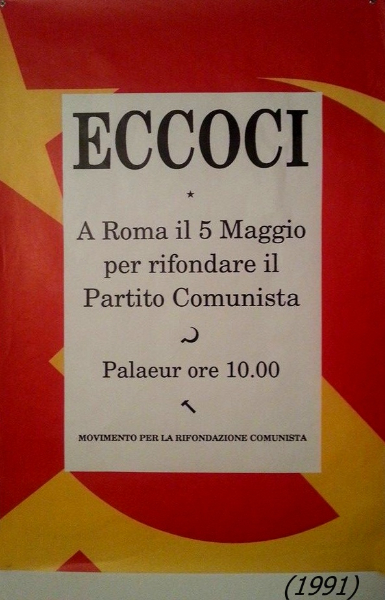 ECCOCI
A Roma il 5 Maggio
per rifondare il
Partito Comunista
Palaeur ore 10.00
MOVIMENTO PER LA RIFONDAZIONE COMUNISTA
(1991)